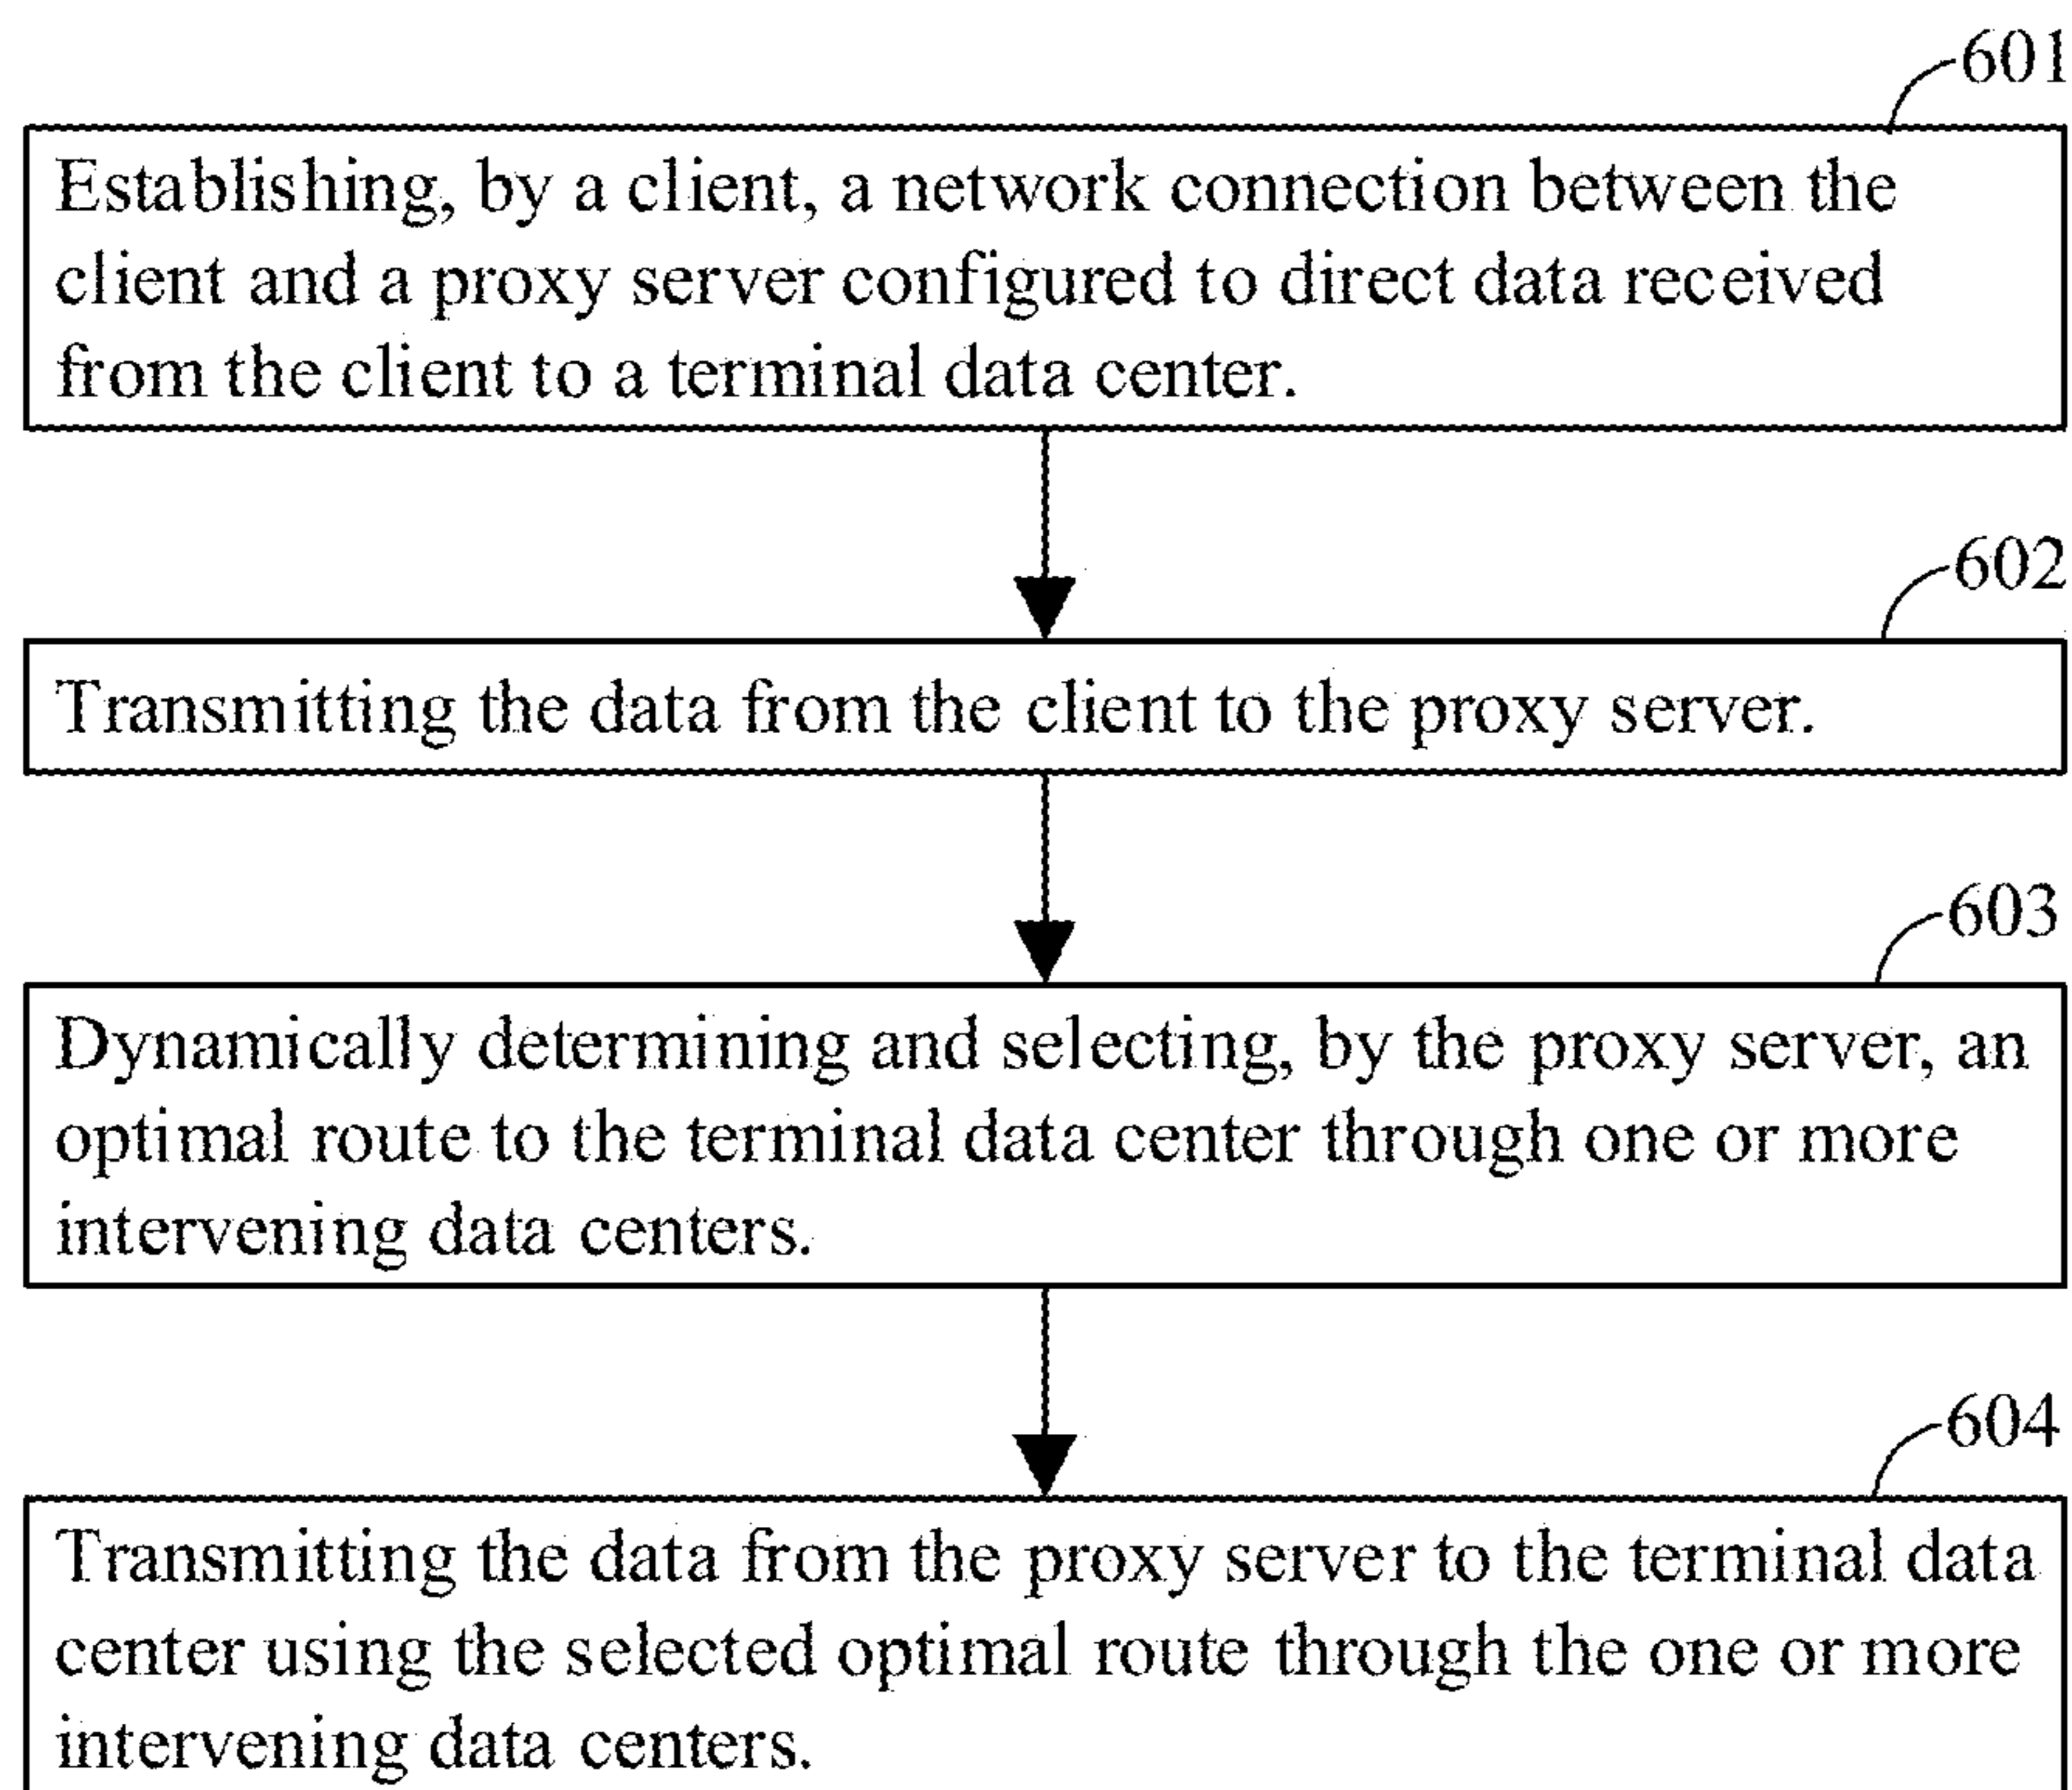 601
Establishing, by a client, a network connection between the
client and a proxy server configured to direct data received
from the client to a terminal data center.
602
Transmitting the data from the client to the proxy server.
603
Dynamically determining and selecting, by the proxy server, an
optimal route to the terminal data center through one or more
intervening data centers.
604
Transmitting the data from the proxy server to the terminal data
center using the selected optimal route through the one or more
intervening data centers.